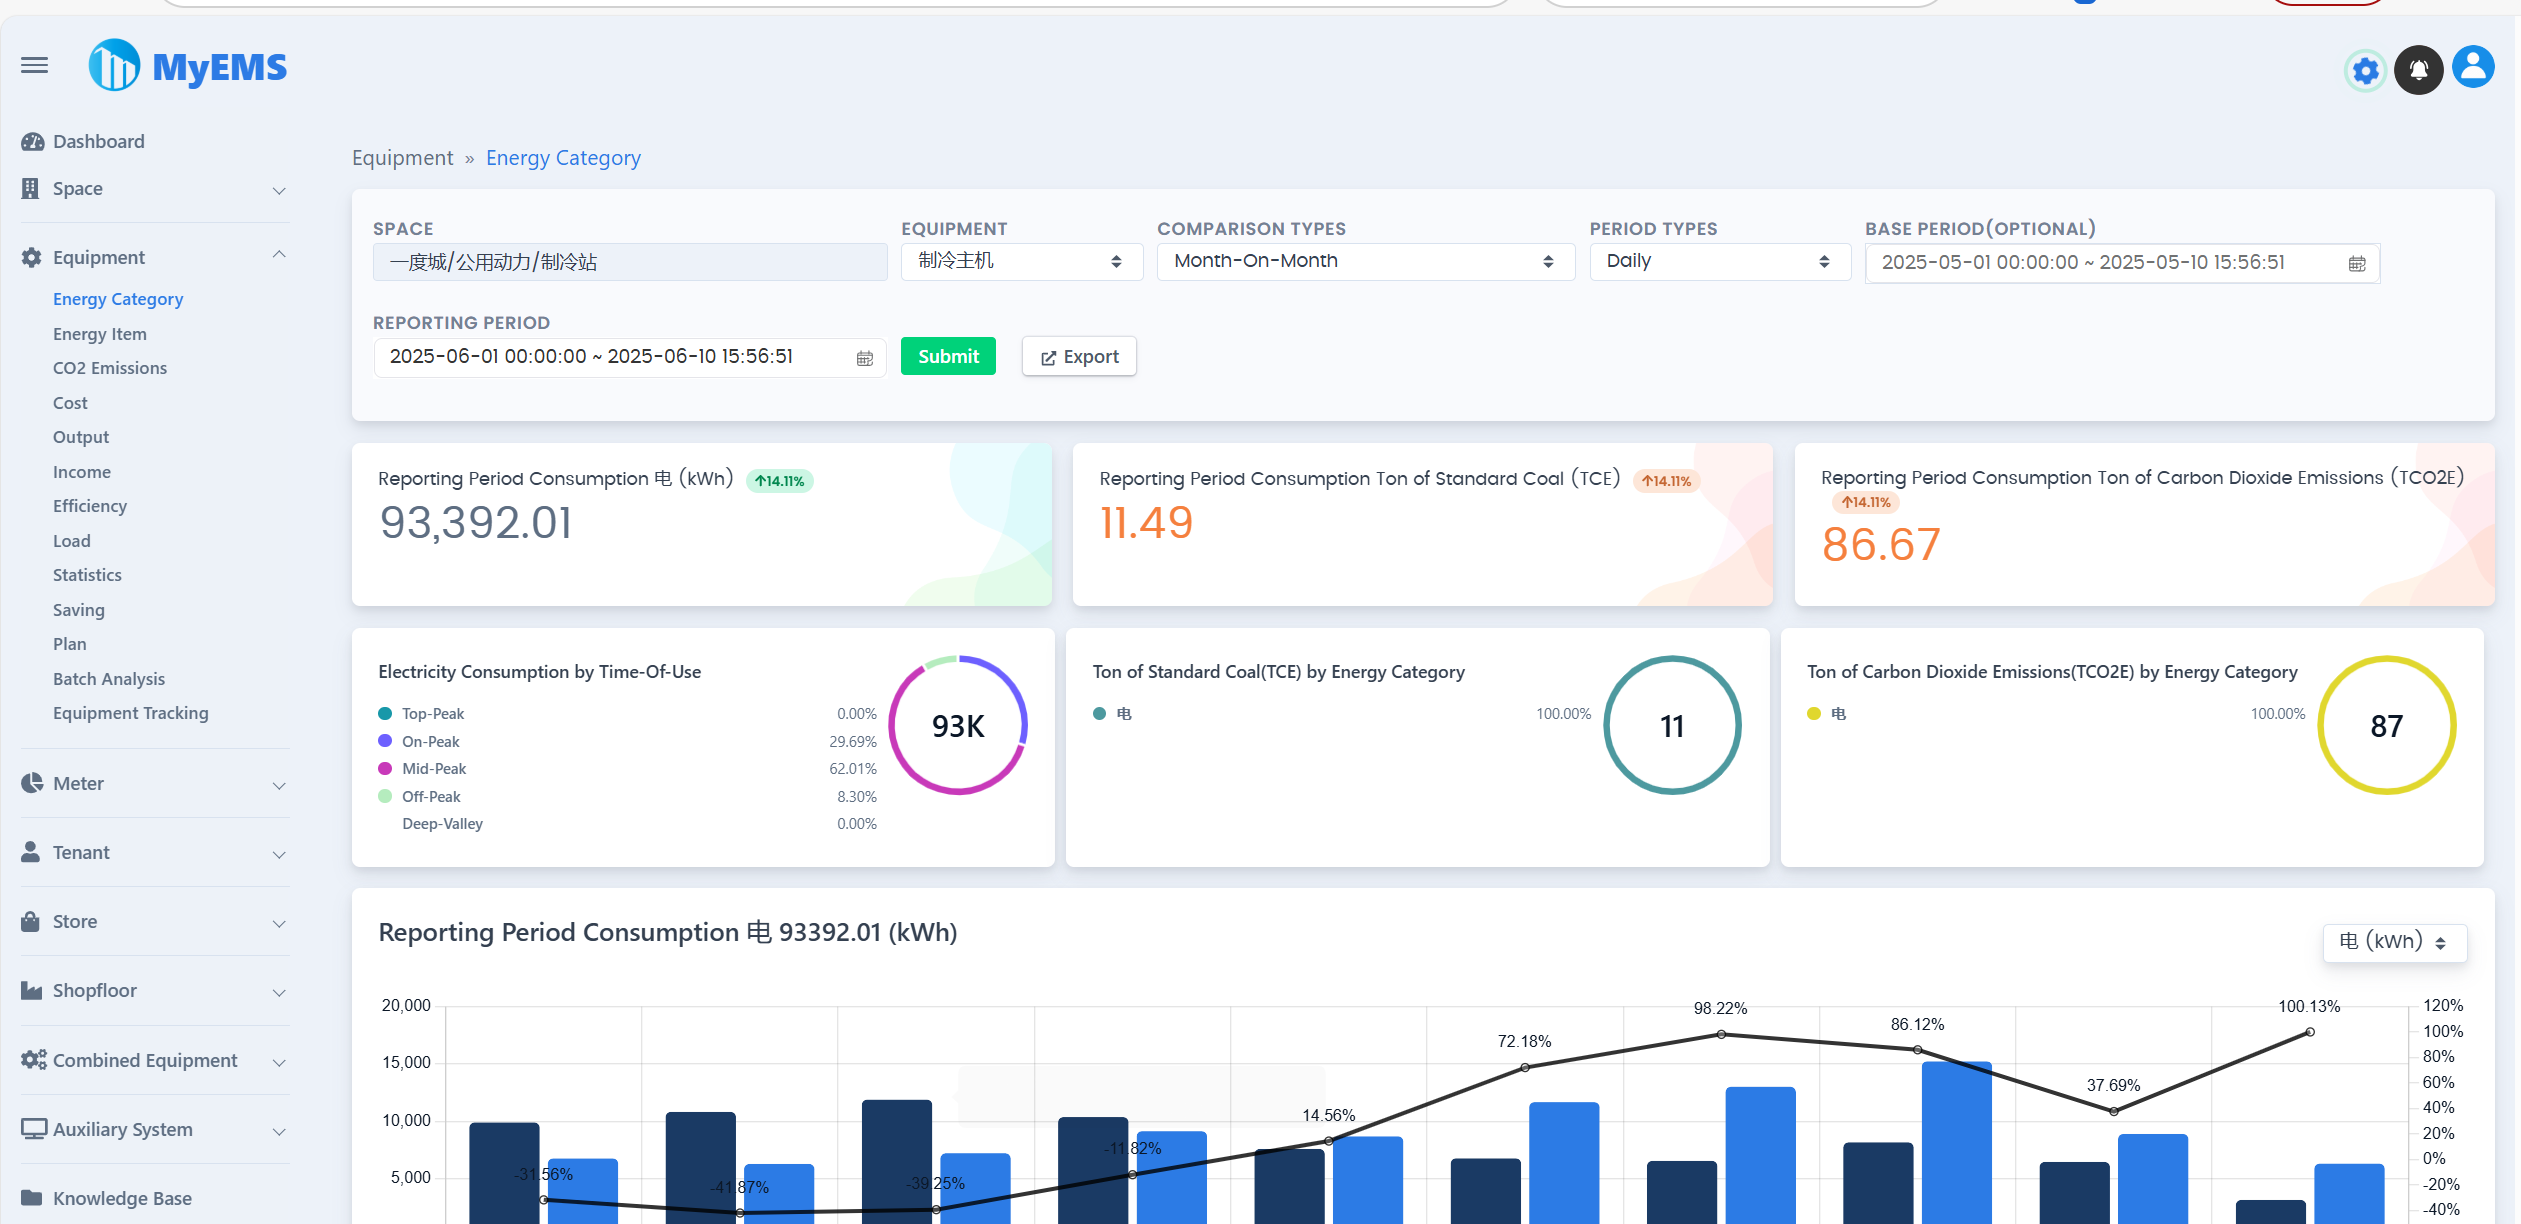 MyEMS
Dashboard
Space
Equipment
Energy Category
Energy Item
CO2 Emissions
Cost
Output
Income
Efficiency
Load
Statistics
Saving
Plan
Batch Analysis
Equipment Tracking
Meter
Tenant
Store
Shopfloor
Combined Equipment
Auxiliary System
Knowledge Base
Equipment » Energy Category
SPACE
一度城/公用动力/制冷站
EQUIPMENT
制冷主机
COMPARISON TYPES
Month-On-Month
PERIOD TYPES
Daily
BASE PERIOD(OPTIONAL)
2025-05-01 00:00:00 ~ 2025-05-10 15:56:51
REPORTING PERIOD
2025-06-01 00:00:00 ~ 2025-06-10 15:56:51
Submit
Export
Reporting Period Consumption 电 (kWh) ↑14.11%
93,392.01
Reporting Period Consumption Ton of Standard Coal (TCE) ↑14.11%
11.49
Reporting Period Consumption Ton of Carbon Dioxide Emissions (TCO2E)
↑14.11%
86.67
Electricity Consumption by Time-Of-Use
Top-Peak 0.00%
On-Peak 29.69%
Mid-Peak 62.01%
Off-Peak 8.30%
Deep-Valley 0.00%
93K
Ton of Standard Coal(TCE) by Energy Category
电 100.00%
11
Ton of Carbon Dioxide Emissions(TCO2E) by Energy Category
电 100.00%
87
Reporting Period Consumption 电 93392.01 (kWh)
电 (kWh)
20,000
15,000
10,000
5,000
-31.56%
-41.87%
-39.25%
-11.82%
14.56%
72.18%
98.22%
86.12%
37.69%
100.13%
120%
100%
80%
60%
40%
20%
0%
-20%
-40%